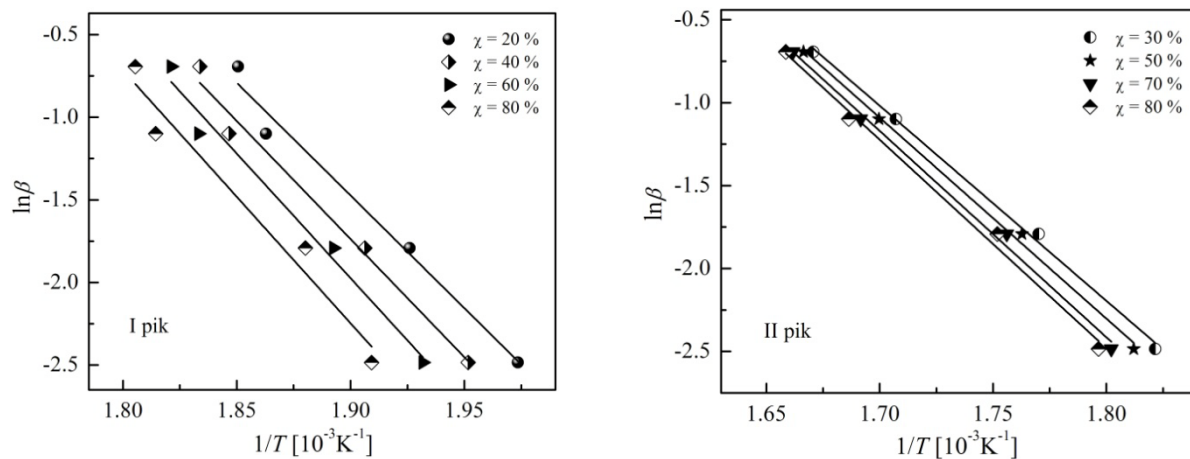 -0.5
-1.0
-1.5
-2.0
-2.5
lnβ
χ = 20 %
χ = 40 %
χ = 60 %
χ = 80 %
I pik
1.80 1.85 1.90 1.95
1/T [10⁻³K⁻¹]
-0.5
-1.0
-1.5
-2.0
-2.5
lnβ
χ = 30 %
χ = 50 %
χ = 70 %
χ = 80 %
II pik
1.65 1.70 1.75 1.80
1/T [10⁻³K⁻¹]